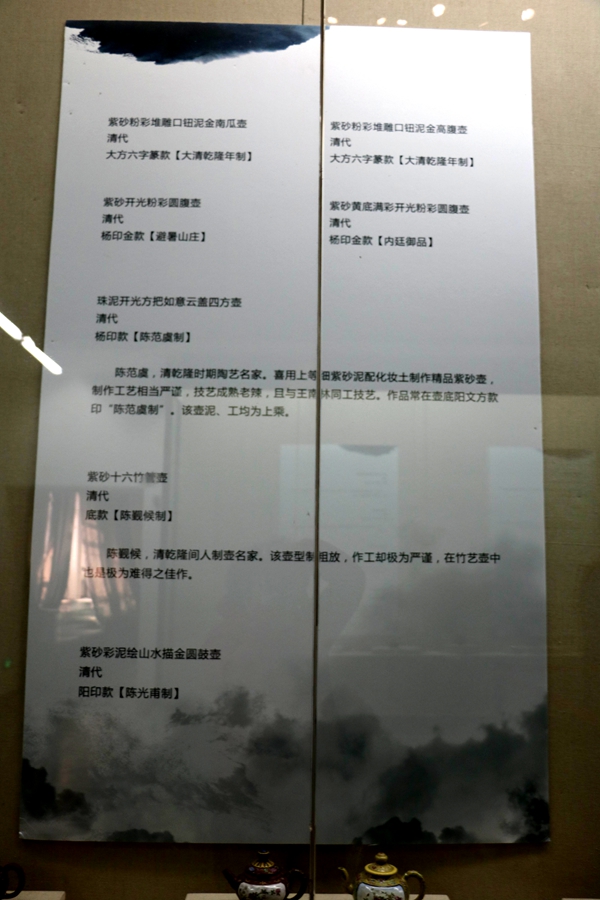 紫砂粉彩堆雕口钮泥金南瓜壶
清代
大方六字篆款【大清乾隆年制】
紫砂粉彩堆雕口钮泥金高腹壶
清代
大方六字篆款【大清乾隆年制】
紫砂开光粉彩圆腹壶
清代
杨印金款【避暑山庄】
紫砂黄底满彩开光粉彩圆腹壶
清代
杨印金款【内廷御品】
珠泥开光方把如意云盖四方壶
清代
杨印款【陈范虞制】
陈范虞，清乾隆时期陶艺名家。喜用上等细紫砂泥配化妆土制作精品紫砂壶，
制作工艺相当严谨，技艺成熟老辣，且与王南林同工技艺。作品常在壶底阳文方款
印“陈范虞制”。该壶泥、工均为上乘。
紫砂十六竹管壶
清代
底款【陈觐候制】
陈觐候，清乾隆间人制壶名家。该壶型制粗放，作工却极为严谨，在竹艺壶中
也是极为难得之佳作。
紫砂彩泥绘山水描金圆鼓壶
清代
阳印款【陈光甫制】